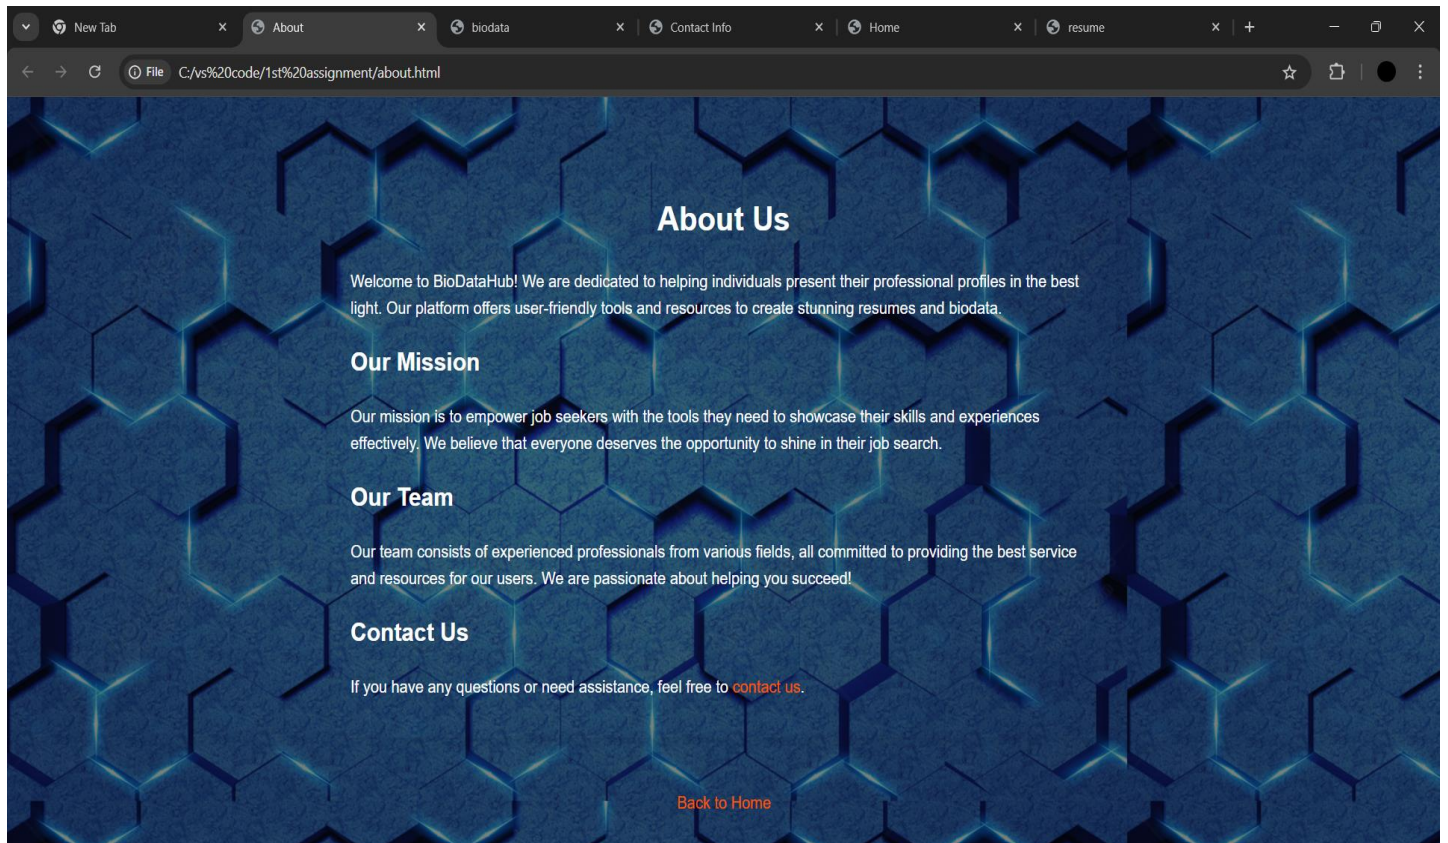 New Tab
About
biodata
Contact Info
Home
resume
File
C:/vs%20code/1st%20assignment/about.html
About Us
Welcome to BioDataHub! We are dedicated to helping individuals present their professional profiles in the best
light. Our platform offers user-friendly tools and resources to create stunning resumes and biodata.
Our Mission
Our mission is to empower job seekers with the tools they need to showcase their skills and experiences
effectively. We believe that everyone deserves the opportunity to shine in their job search.
Our Team
Our team consists of experienced professionals from various fields, all committed to providing the best service
and resources for our users. We are passionate about helping you succeed!
Contact Us
If you have any questions or need assistance, feel free to contact us.
Back to Home